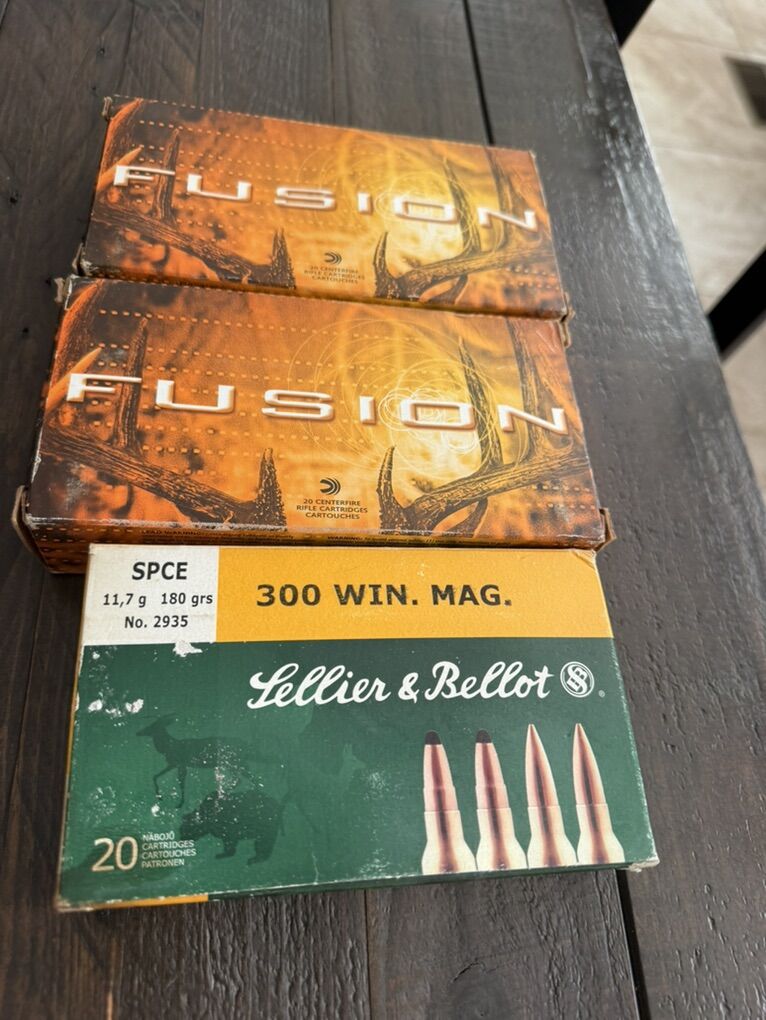 FUSION
20 CENTERFIRE
RIFLE CARTRIDGES
CARTOUCHES
FUSION
20 CENTERFIRE
RIFLE CARTRIDGES
CARTOUCHES
SPCE
11,7 g 180 grs
No. 2935
300 WIN. MAG.
Sellier & Bellot
S&B
®
20
NÁBOJŮ
CARTRIDGES
CARTOUCHES
PATRONEN